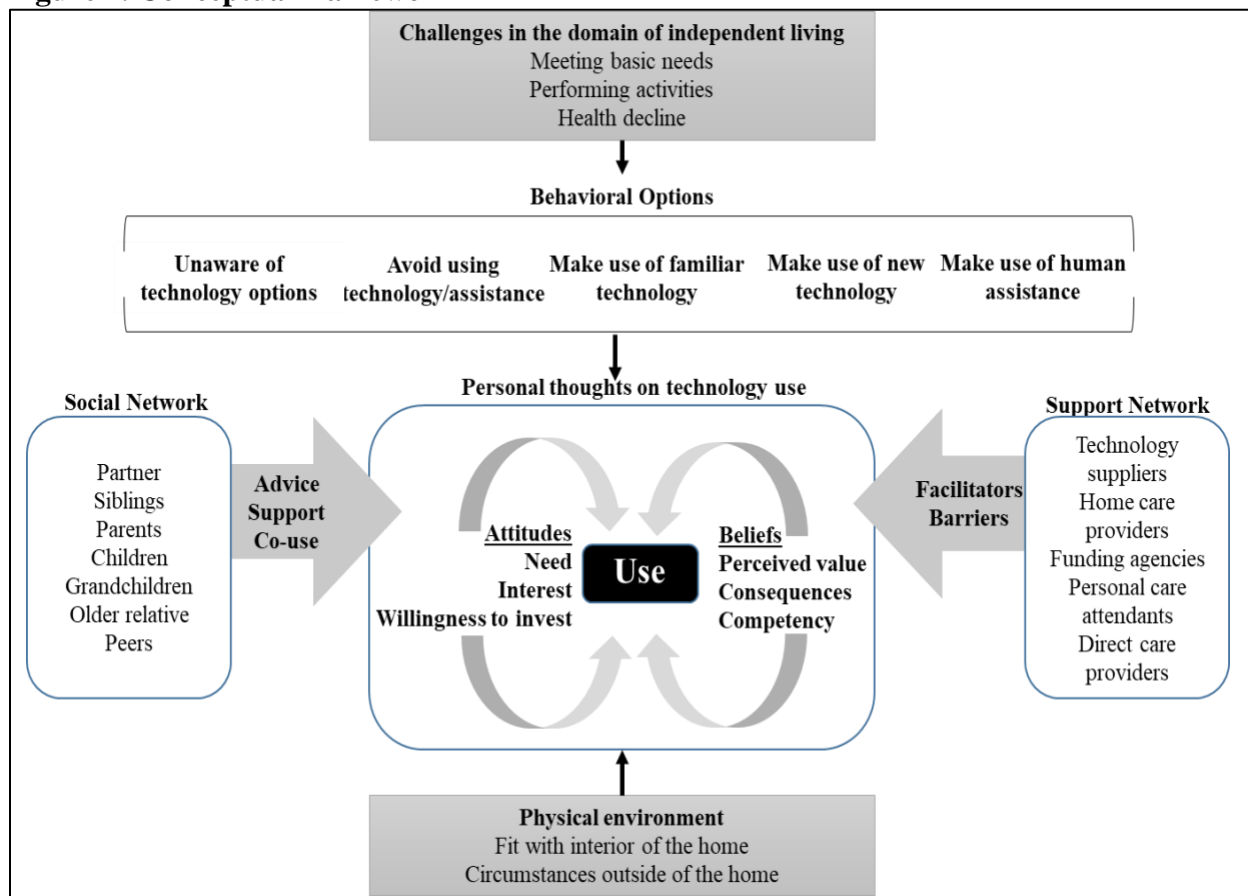 Challenges in the domain of independent living
Meeting basic needs
Performing activities
Health decline
Behavioral Options
Unaware of
technology options
Avoid using
technology/assistance
Make use of familiar
technology
Make use of new
technology
Make use of human
assistance
Personal thoughts on technology use
Social Network
Partner
Siblings
Parents
Children
Grandchildren
Older relative
Peers
Advice
Support
Co-use
Attitudes
Need
Interest
Willingness to invest
Use
Beliefs
Perceived value
Consequences
Competency
Facilitators
Barriers
Support Network
Technology
suppliers
Home care
providers
Funding agencies
Personal care
attendants
Direct care
providers
Physical environment
Fit with interior of the home
Circumstances outside of the home